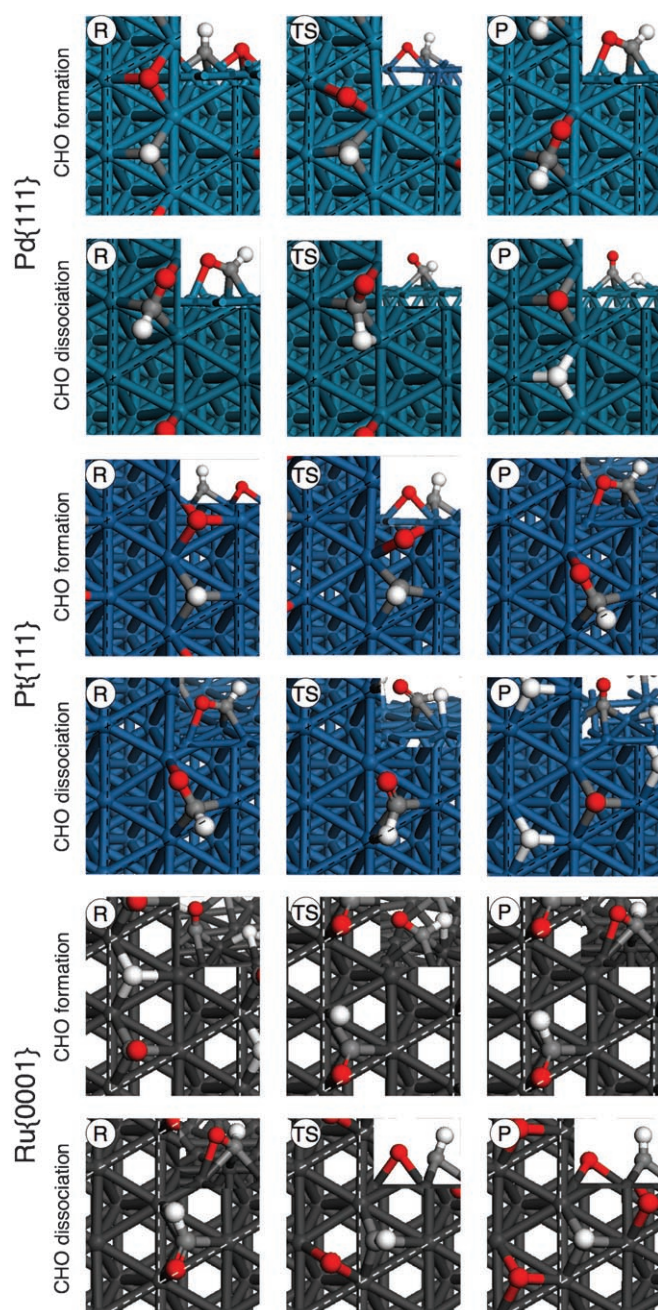 Pd{111}
CHO formation
R
TS
P
CHO dissociation
R
TS
P
Pt{111}
CHO formation
R
TS
P
CHO dissociation
R
TS
P
Ru{0001}
CHO formation
R
TS
P
CHO dissociation
R
TS
P